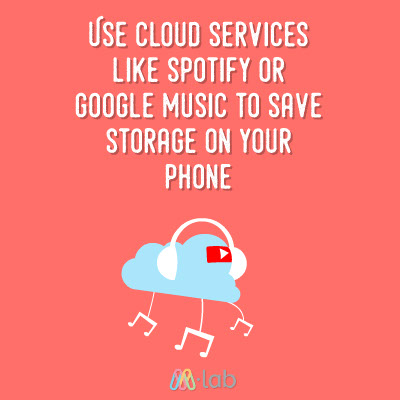 USE CLOUD SERVICES
LIKE SPOTIFY OR
GOOGLE MUSIC TO SAVE
STORAGE ON YOUR
PHONE
M·lab